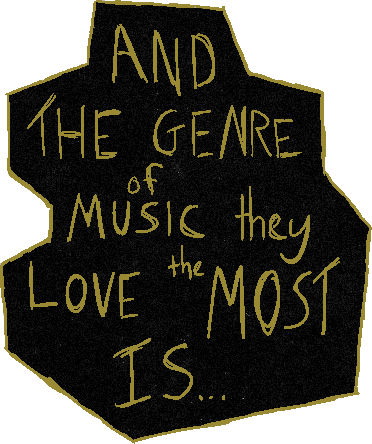 AND
THE GENRE
of
MUSIC they
LOVE the MOST
IS...